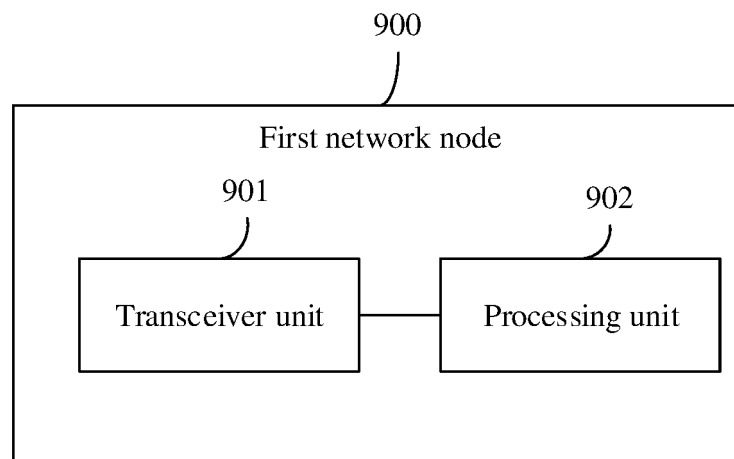 900
First network node
901
902
Transceiver unit
Processing unit